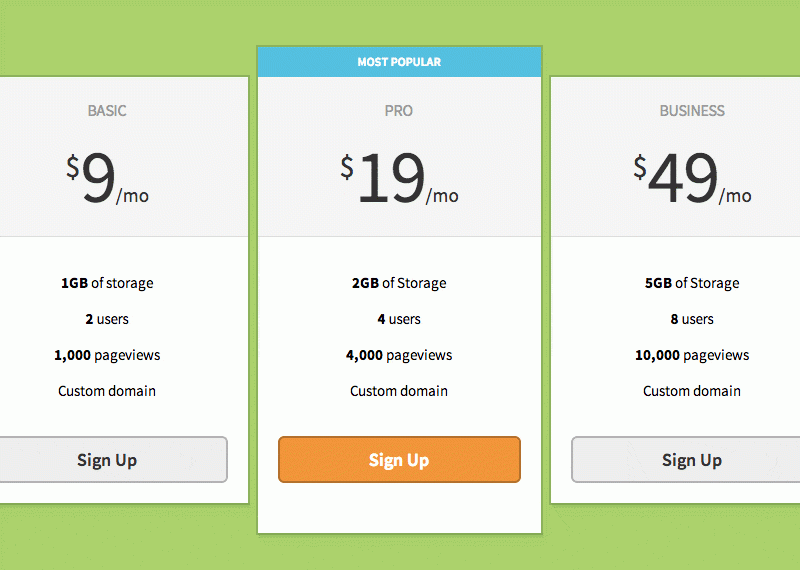 BASIC
$9/mo
1GB of storage
2 users
1,000 pageviews
Custom domain
Sign Up
MOST POPULAR
PRO
$19/mo
2GB of Storage
4 users
4,000 pageviews
Custom domain
Sign Up
BUSINESS
$49/mo
5GB of Storage
8 users
10,000 pageviews
Custom domain
Sign Up